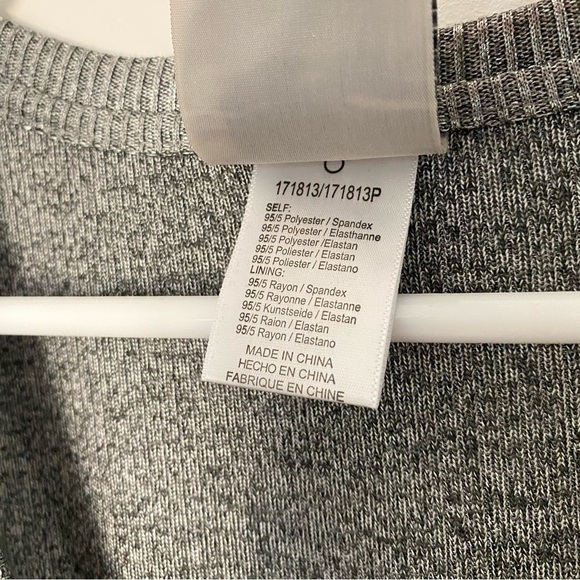 171813/171813P
SELF:
95/5 Polyester / Spandex
95/5 Polyester / Elasthanne
95/5 Polyester /Elastan
95/5 Poliester / Elastan
95/5 Poliester / Elastano
LINING:
95/5 Rayon / Spandex
95/5 Rayonne / Elastanne
95/5 Kunstseide / Elastan
95/5 Raion / Elastan
95/5 Rayon / Elastano
MADE IN CHINA
HECHO EN CHINA
FABRIQUE EN CHINE